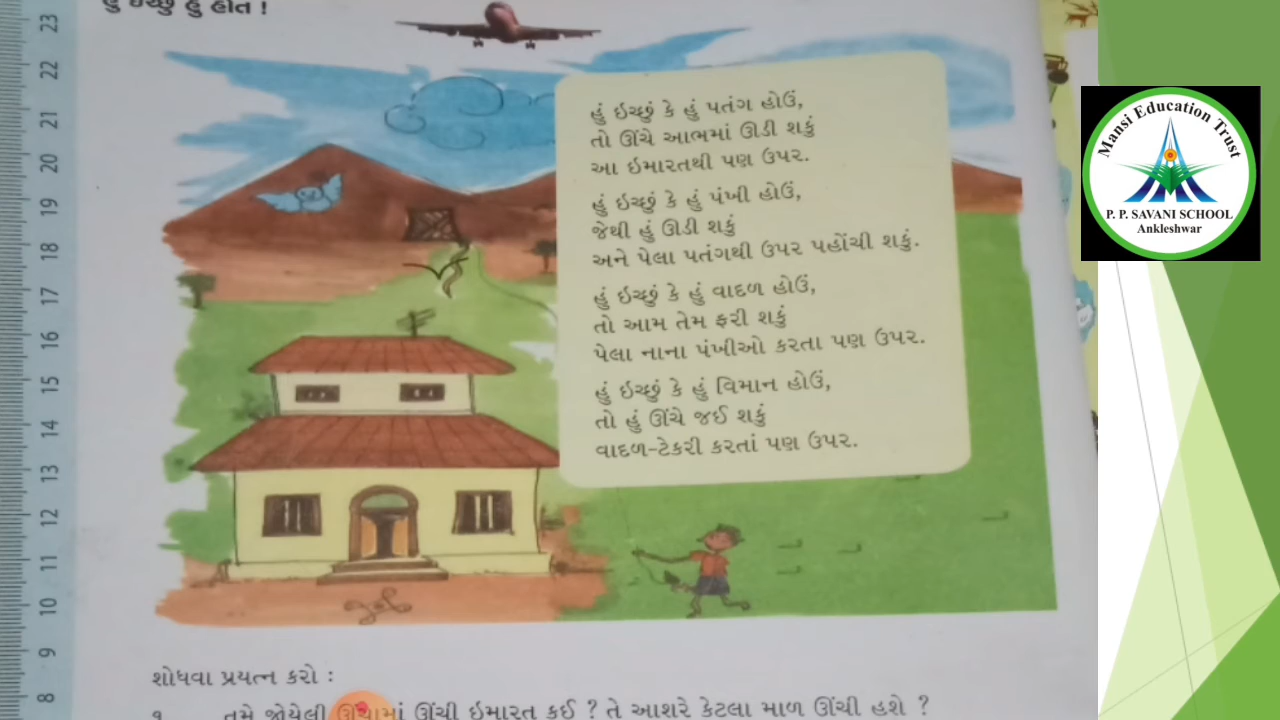 હું ઇચ્છું હું હોત !
હું ઇચ્છું કે હું પતંગ હોઉં,
તો ઊંચે આભમાં ઊડી શકું
આ ઇમારતથી પણ ઉપર.
હું ઇચ્છું કે હું પંખી હોઉં,
જેથી હું ઊડી શકું
અને પેલા પતંગથી ઉપર પહોંચી શકું.
હું ઇચ્છું કે હું વાદળ હોઉં,
તો આમ તેમ ફરી શકું
પેલા નાના પંખીઓ કરતા પણ ઉપર.
હું ઇચ્છું કે હું વિમાન હોઉં,
તો હું ઊંચે જઈ શકું
વાદળ-ટેકરી કરતાં પણ ઉપર.
શોધવા પ્રયત્ન કરો :
૧ તમે જોયેલી ઊંચામાં ઊંચી ઇમારત કઈ ? તે આશરે કેટલા માળ ઊંચી હશે ?
23
22
21
20
19
18
17
16
15
14
13
12
11
10
9
8
Mansi Education Trust
P. P. SAVANI SCHOOL
Ankleshwar